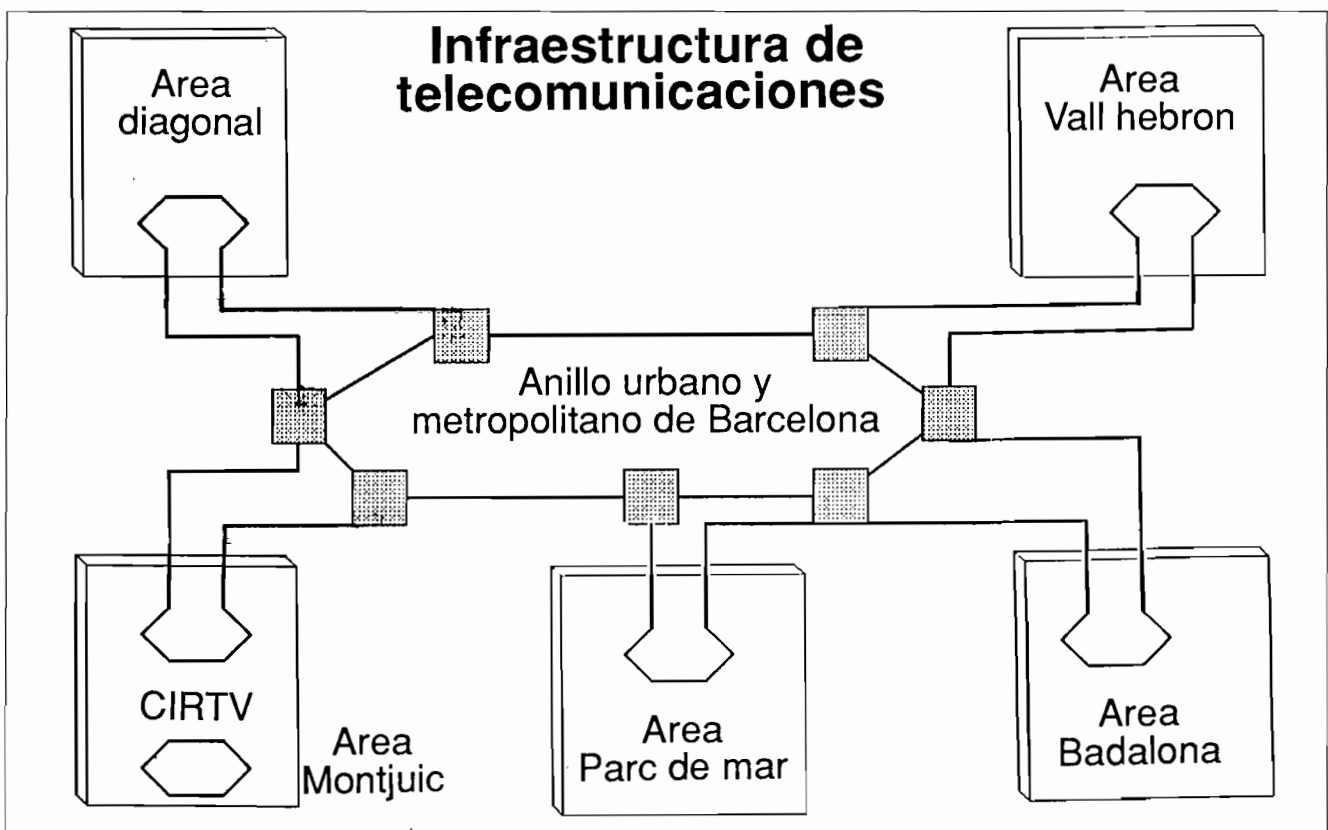 Infraestructura de
telecomunicaciones
Area
diagonal
Area
Vall hebron
Anillo urbano y
metropolitano de Barcelona
CIRTV
Area
Montjuic
Area
Parc de mar
Area
Badalona